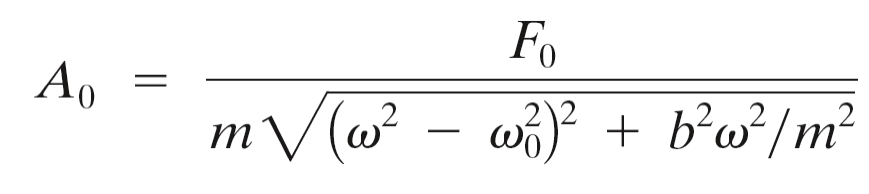 A₀ = F₀ / m√((ω² − ω₀²)² + b²ω²/m²)